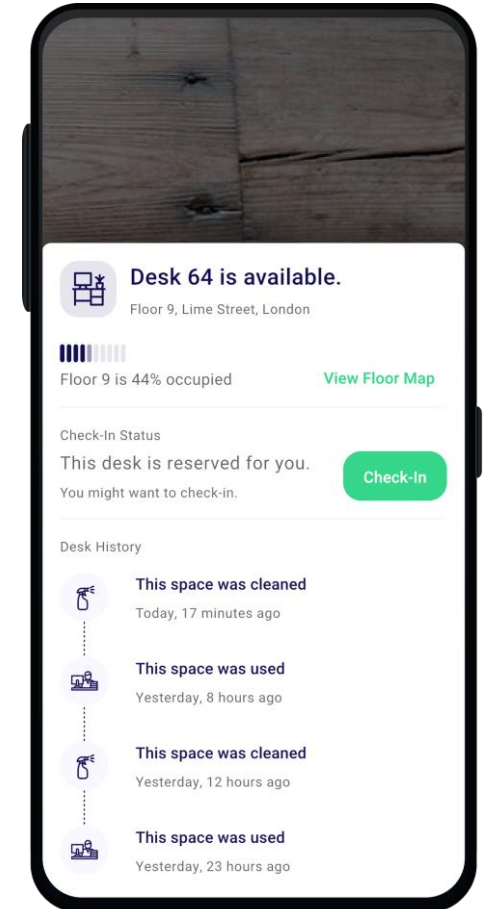 Desk 64 is available.
Floor 9, Lime Street, London
Floor 9 is 44% occupied
View Floor Map
Check-In Status
This desk is reserved for you.
You might want to check-in.
Check-In
Desk History
This space was cleaned
Today, 17 minutes ago
This space was used
Yesterday, 8 hours ago
This space was cleaned
Yesterday, 12 hours ago
This space was used
Yesterday, 23 hours ago